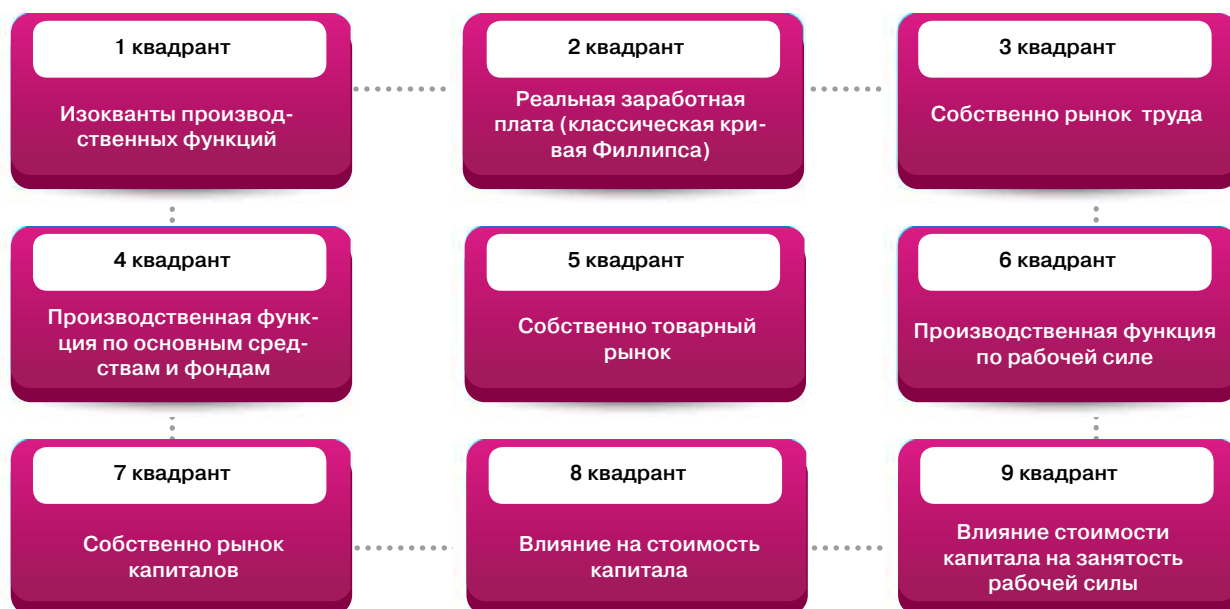 1 квадрант
Изокванты производ-
ственных функций
2 квадрант
Реальная заработная
плата (классическая кри-
вая Филлипса)
3 квадрант
Собственно рынок труда
4 квадрант
Производственная функ-
ция по основным сред-
ствам и фондам
5 квадрант
Собственно товарный
рынок
6 квадрант
Производственная функция
по рабочей силе
7 квадрант
Собственно рынок
капиталов
8 квадрант
Влияние на стоимость
капитала
9 квадрант
Влияние стоимости
капитала на занятость
рабочей силы